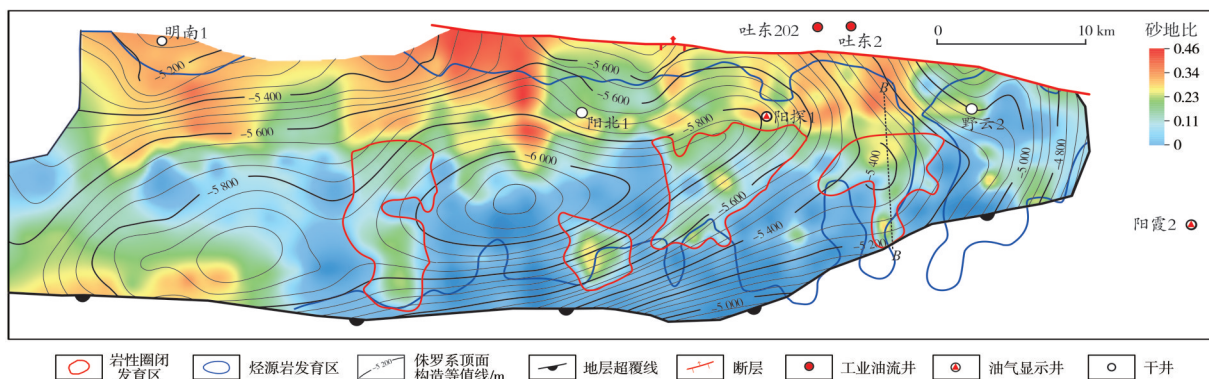 明南1
吐东202
吐东2
0
10 km
砂地比
0.46
0.34
0.23
0.11
0
-5 200
-5 400
-5 600
-5 800
-5 600
-5 600
阳北1
-5 800
阳探1
B
野云2
-6 000
-5 400
-5 000
-4 800
-5 600
-5 400
-5 200
B
-5 000
阳霞2
岩性圈闭
发育区
烃源岩发育区
-5 200
侏罗系顶面
构造等值线/m
地层超覆线
断层
工业油流井
油气显示井
干井